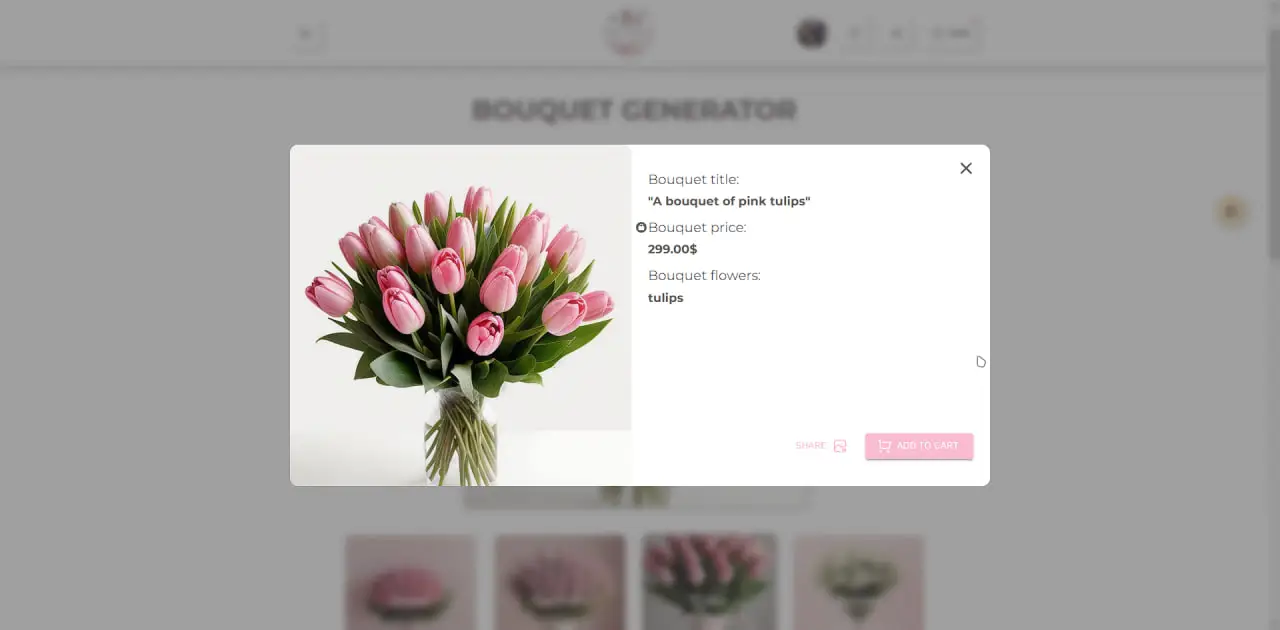 BOUQUET GENERATOR
Bouquet title:
"A bouquet of pink tulips"
Bouquet price:
299.00$
Bouquet flowers:
tulips
SHARE
ADD TO CART